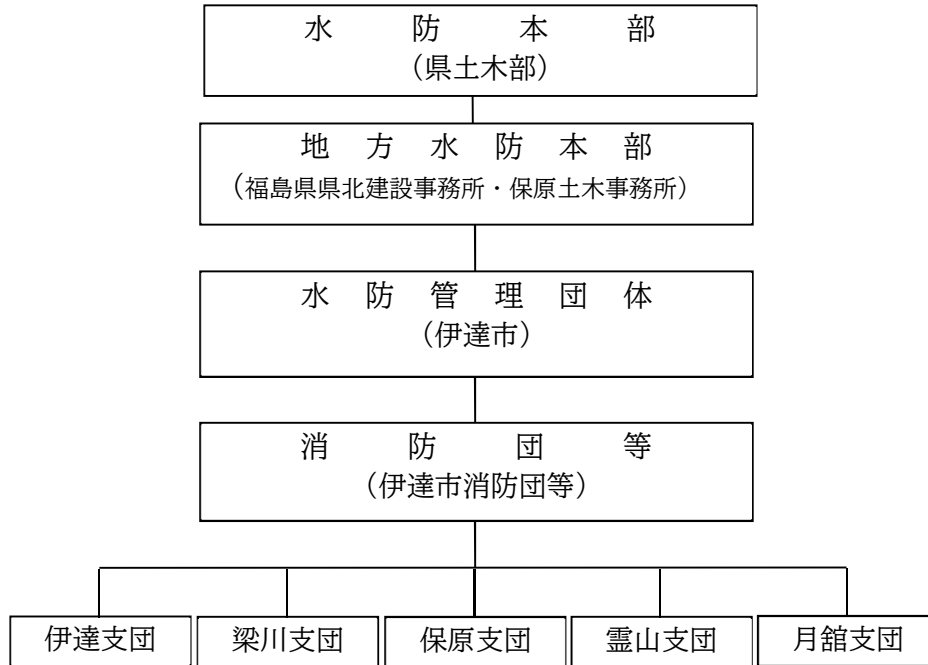 水防本部
（県土木部）
地方水防本部
（福島県県北建設事務所・保原土木事務所）
水防管理団体
（伊達市）
消防団等
（伊達市消防団等）
伊達支団
梁川支団
保原支団
霊山支団
月舘支団